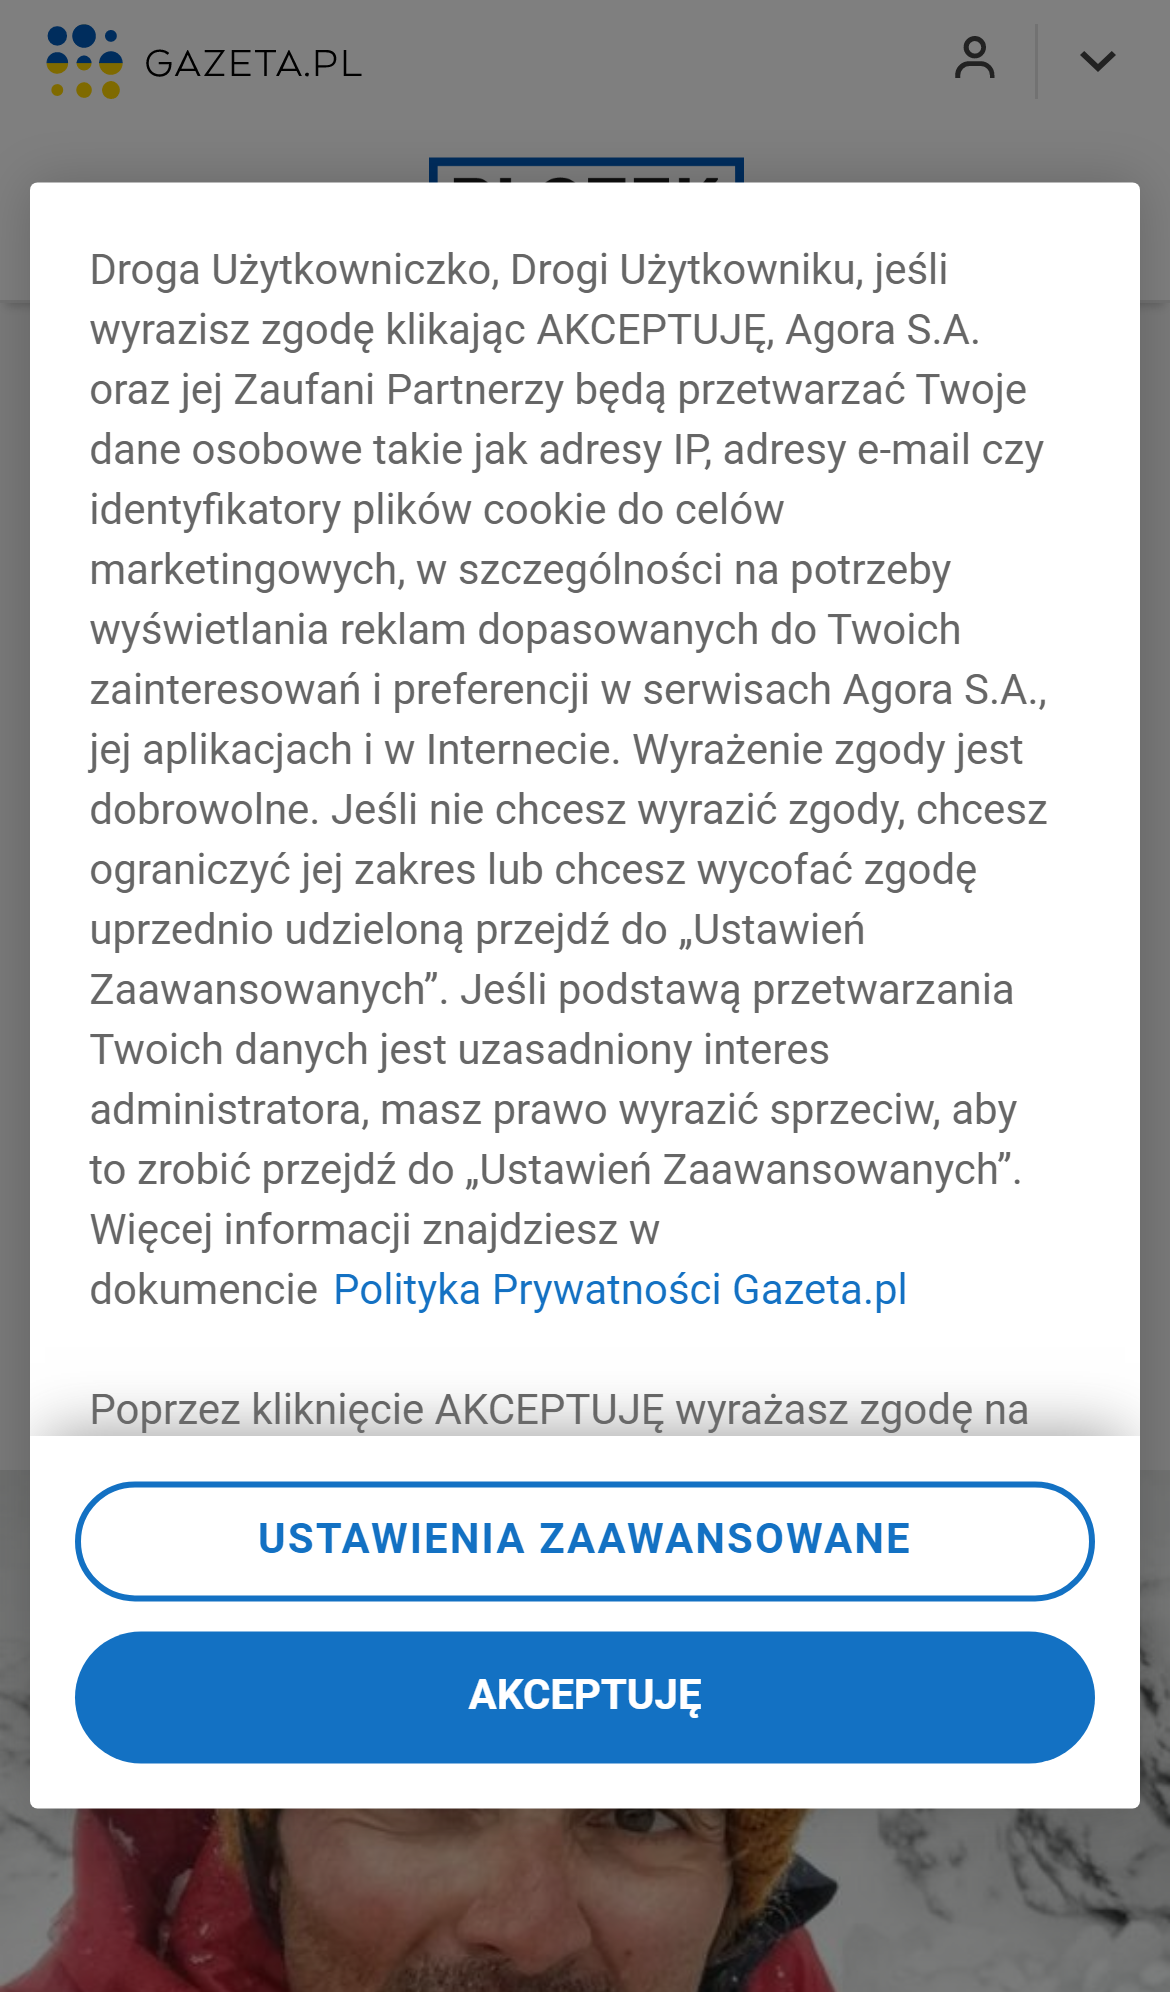 GAZETA.PL
Droga Użytkowniczko, Drogi Użytkowniku, jeśli
wyrazisz zgodę klikając AKCEPTUJĘ, Agora S.A.
oraz jej Zaufani Partnerzy będą przetwarzać Twoje
dane osobowe takie jak adresy IP, adresy e-mail czy
identyfikatory plików cookie do celów
marketingowych, w szczególności na potrzeby
wyświetlania reklam dopasowanych do Twoich
zainteresowań i preferencji w serwisach Agora S.A.,
jej aplikacjach i w Internecie. Wyrażenie zgody jest
dobrowolne. Jeśli nie chcesz wyrazić zgody, chcesz
ograniczyć jej zakres lub chcesz wycofać zgodę
uprzednio udzieloną przejdź do „Ustawień
Zaawansowanych”. Jeśli podstawą przetwarzania
Twoich danych jest uzasadniony interes
administratora, masz prawo wyrazić sprzeciw, aby
to zrobić przejdź do „Ustawień Zaawansowanych”.
Więcej informacji znajdziesz w
dokumencie Polityka Prywatności Gazeta.pl
Poprzez kliknięcie AKCEPTUJĘ wyrażasz zgodę na
USTAWIENIA ZAAWANSOWANE
AKCEPTUJĘ